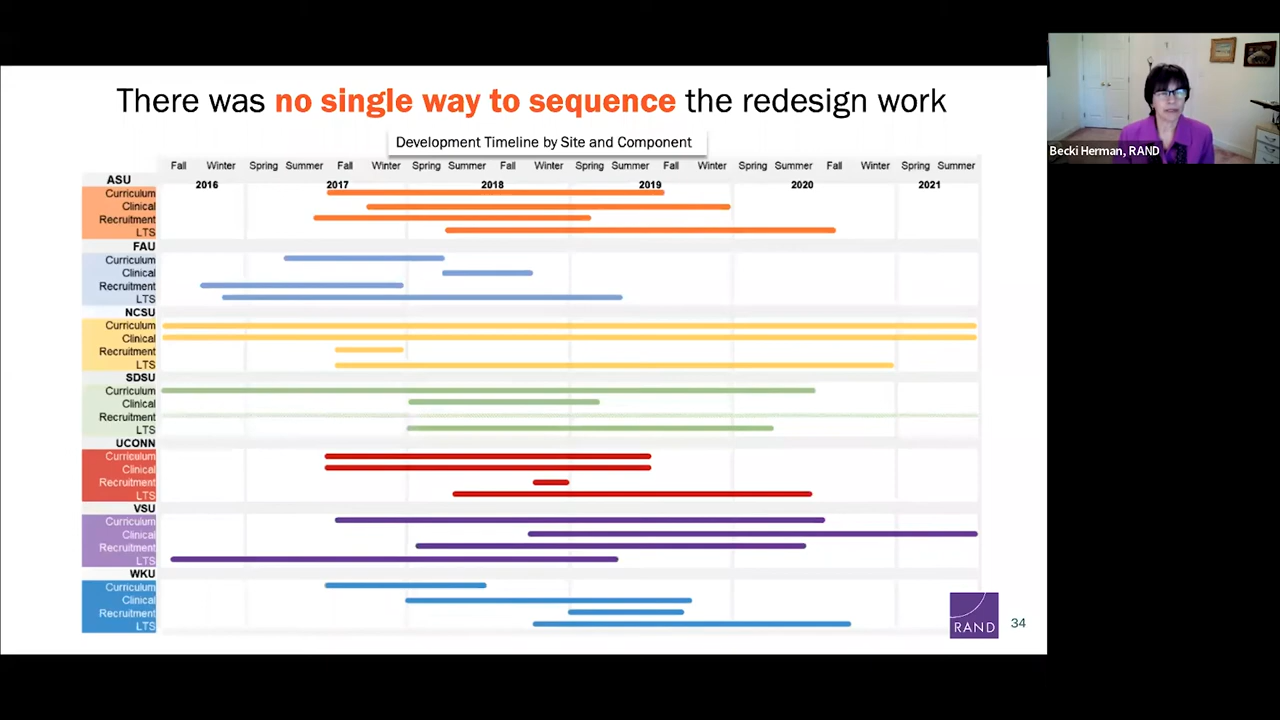 There was no single way to sequence the redesign work
Becki Herman, RAND
Development Timeline by Site and Component
Fall Winter Spring Summer Fall Winter Spring Summer Fall Winter Spring Summer Fall Winter Spring Summer Fall Winter Spring Summer
2016 2017 2018 2019 2020 2021
ASU
Curriculum
Clinical
Recruitment
LTS
FAU
Curriculum
Clinical
Recruitment
LTS
NCSU
Curriculum
Clinical
Recruitment
LTS
SDSU
Curriculum
Clinical
Recruitment
LTS
UCONN
Curriculum
Clinical
Recruitment
LTS
VSU
Curriculum
Clinical
Recruitment
LTS
WKU
Curriculum
Clinical
Recruitment
LTS
RAND
34